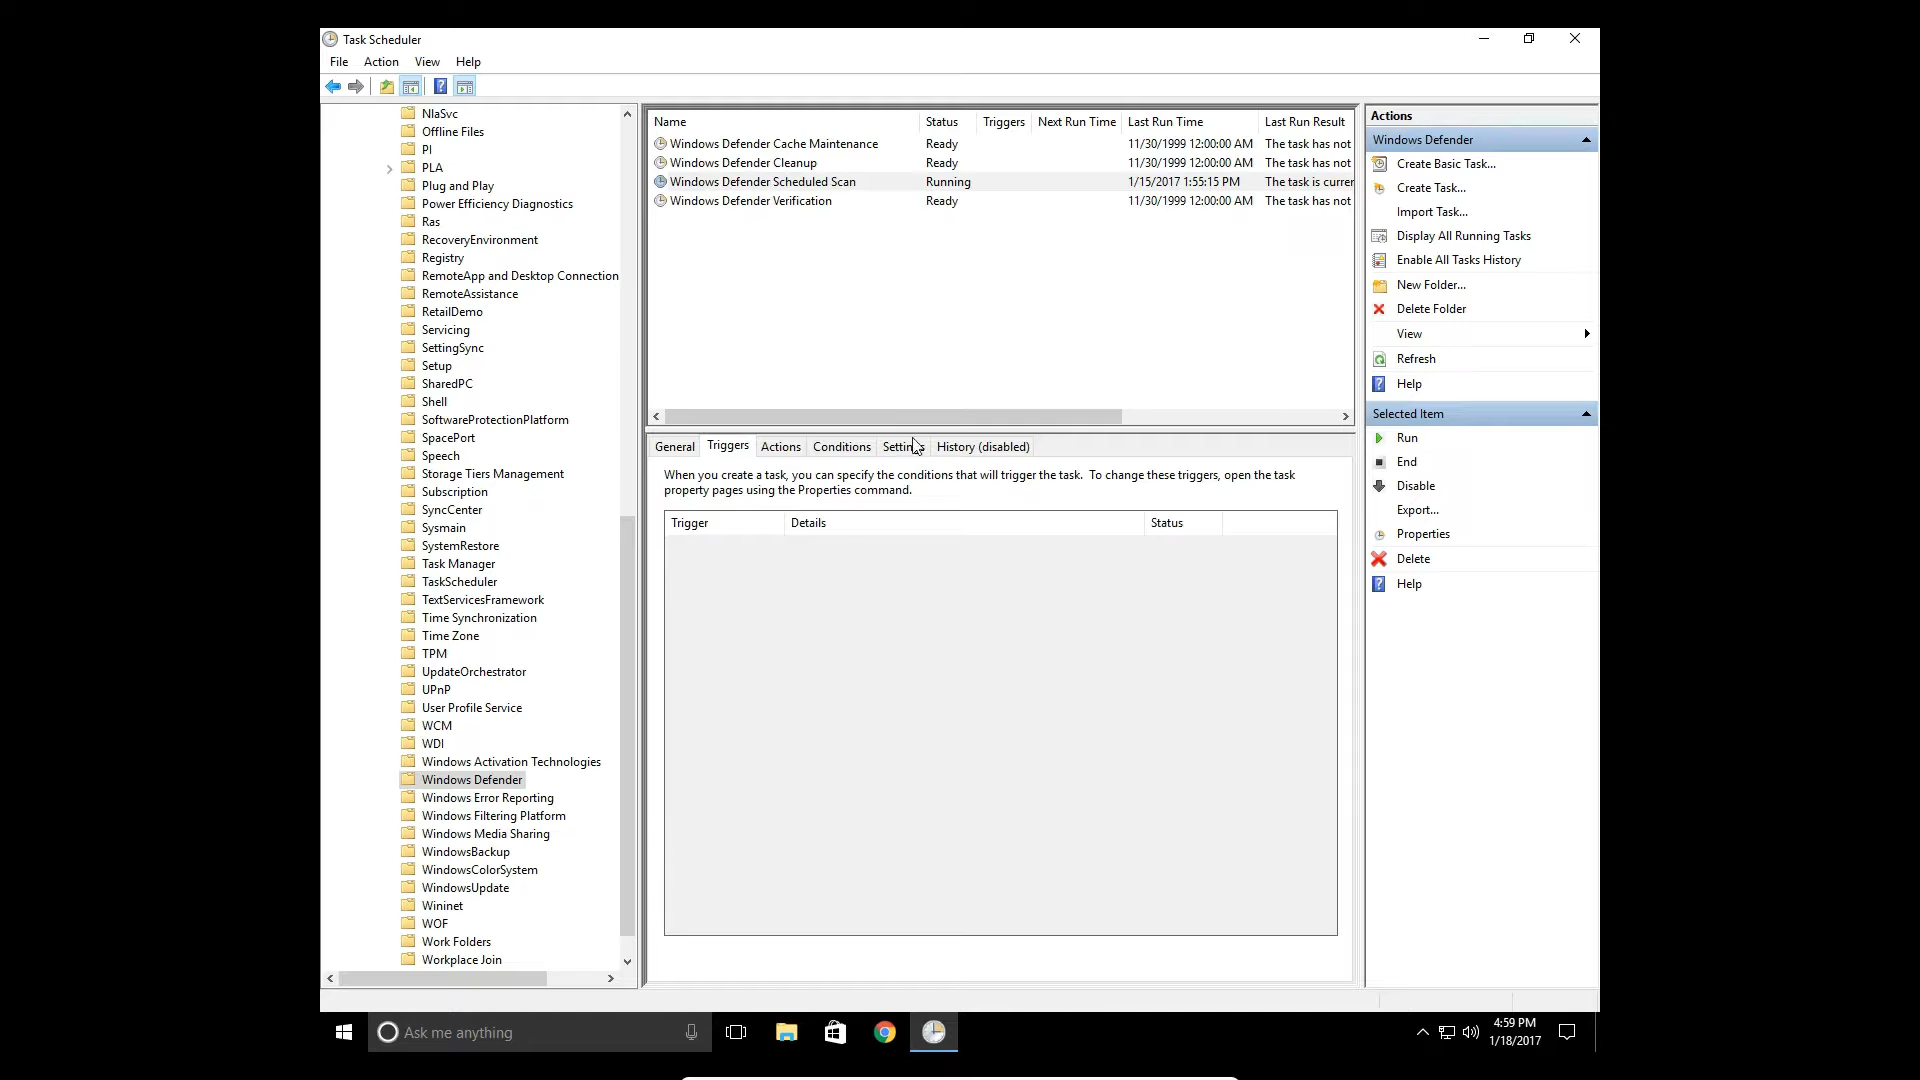 Task Scheduler
File Action View Help
NlaSvc
Offline Files
PI
PLA
Plug and Play
Power Efficiency Diagnostics
Ras
RecoveryEnvironment
Registry
RemoteApp and Desktop Connection
RemoteAssistance
RetailDemo
Servicing
SettingSync
Setup
SharedPC
Shell
SoftwareProtectionPlatform
SpacePort
Speech
Storage Tiers Management
Subscription
SyncCenter
Sysmain
SystemRestore
Task Manager
TaskScheduler
TextServicesFramework
Time Synchronization
Time Zone
TPM
UpdateOrchestrator
UPnP
User Profile Service
WCM
WDI
Windows Activation Technologies
Windows Defender
Windows Error Reporting
Windows Filtering Platform
Windows Media Sharing
WindowsBackup
WindowsColorSystem
WindowsUpdate
Wininet
WOF
Work Folders
Workplace Join
Name Status Triggers Next Run Time Last Run Time Last Run Result
Windows Defender Cache Maintenance Ready 11/30/1999 12:00:00 AM The task has not
Windows Defender Cleanup Ready 11/30/1999 12:00:00 AM The task has not
Windows Defender Scheduled Scan Running 1/15/2017 1:55:15 PM The task is currer
Windows Defender Verification Ready 11/30/1999 12:00:00 AM The task has not
General Triggers Actions Conditions Settings History (disabled)
When you create a task, you can specify the conditions that will trigger the task. To change these triggers, open the task
property pages using the Properties command.
Trigger Details Status
Actions
Windows Defender
Create Basic Task...
Create Task...
Import Task...
Display All Running Tasks
Enable All Tasks History
New Folder...
Delete Folder
View
Refresh
Help
Selected Item
Run
End
Disable
Export...
Properties
Delete
Help
Ask me anything
4:59 PM
1/18/2017